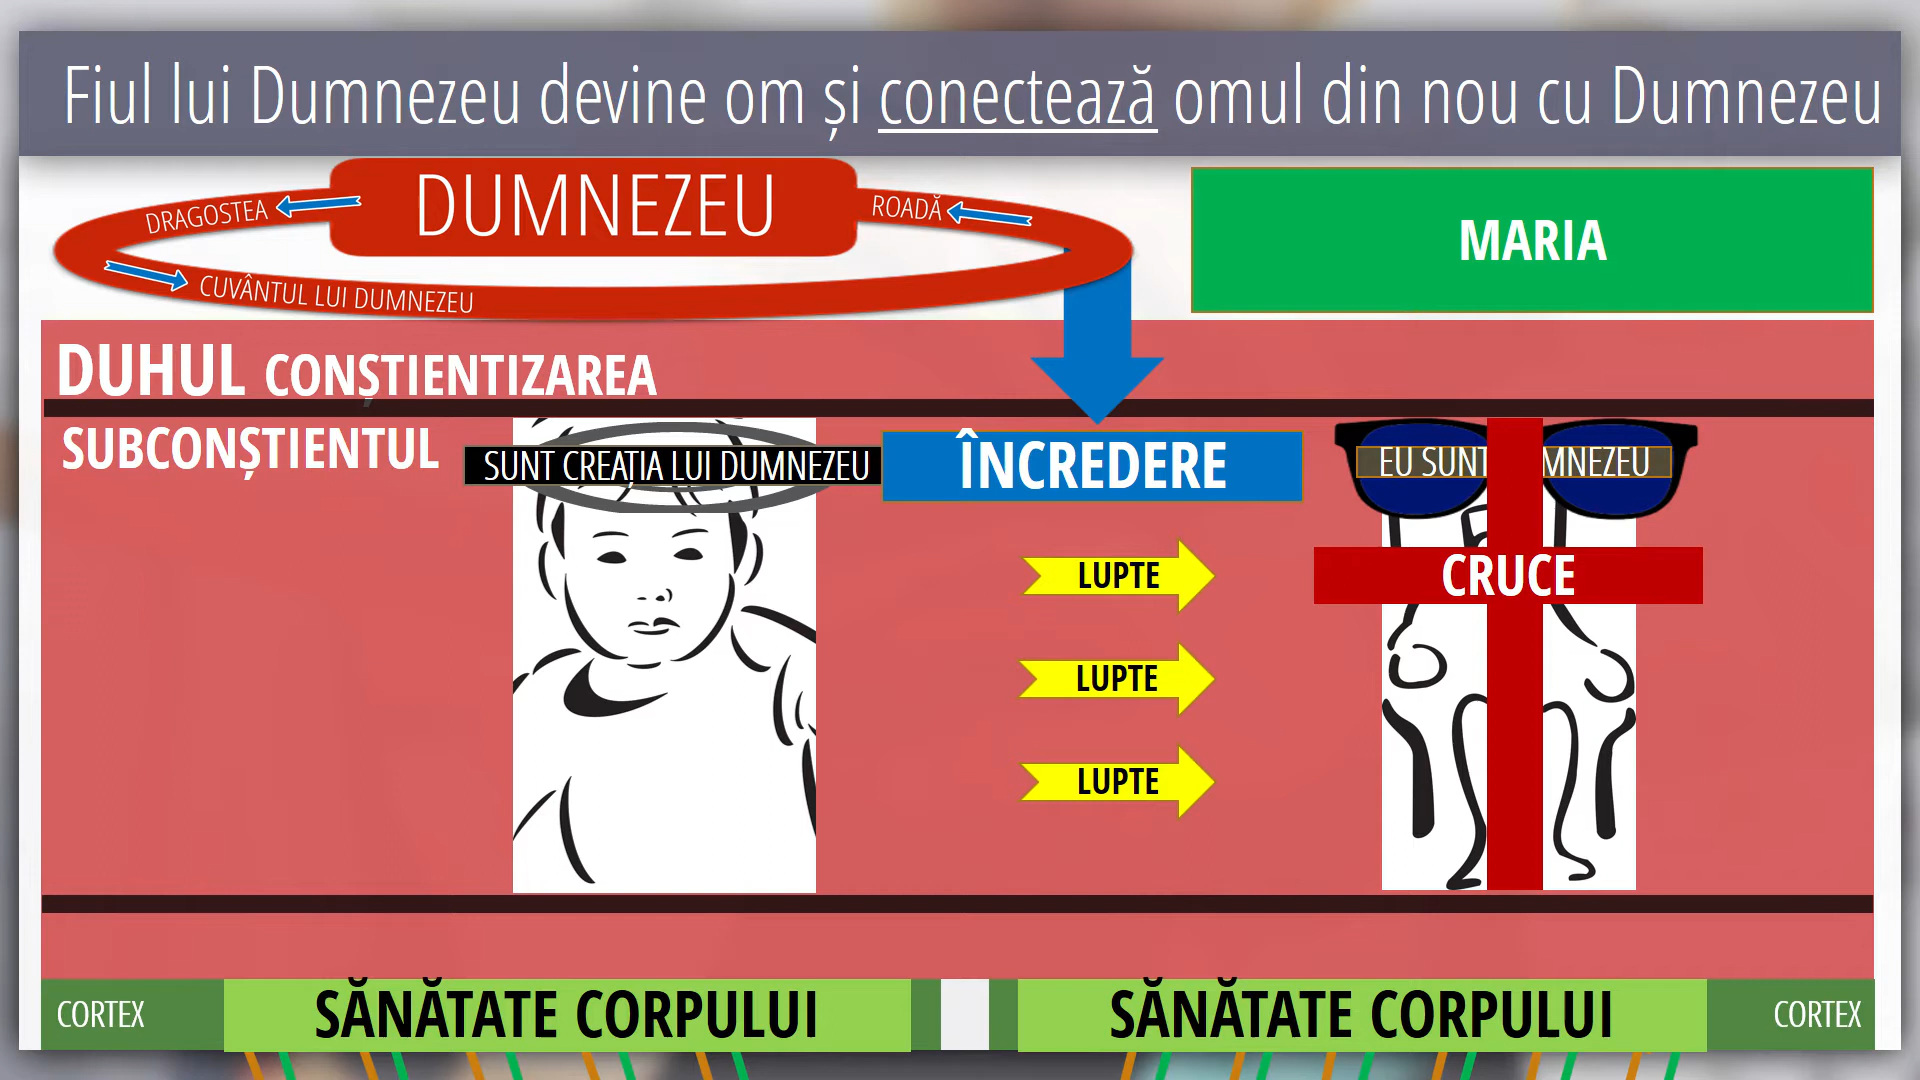 Fiul lui Dumnezeu devine om și conectează omul din nou cu Dumnezeu
DUMNEZEU
DRAGOSTEA
ROADĂ
CUVÂNTUL LUI DUMNEZEU
MARIA
DUHUL CONȘTIENTIZAREA
SUBCONȘTIENTUL
SUNT CREAȚIA LUI DUMNEZEU
ÎNCREDERE
EU SUNT MNEZEU
LUPTE
CRUCE
LUPTE
LUPTE
CORTEX
SĂNĂTATE CORPULUI
SĂNĂTATE CORPULUI
CORTEX